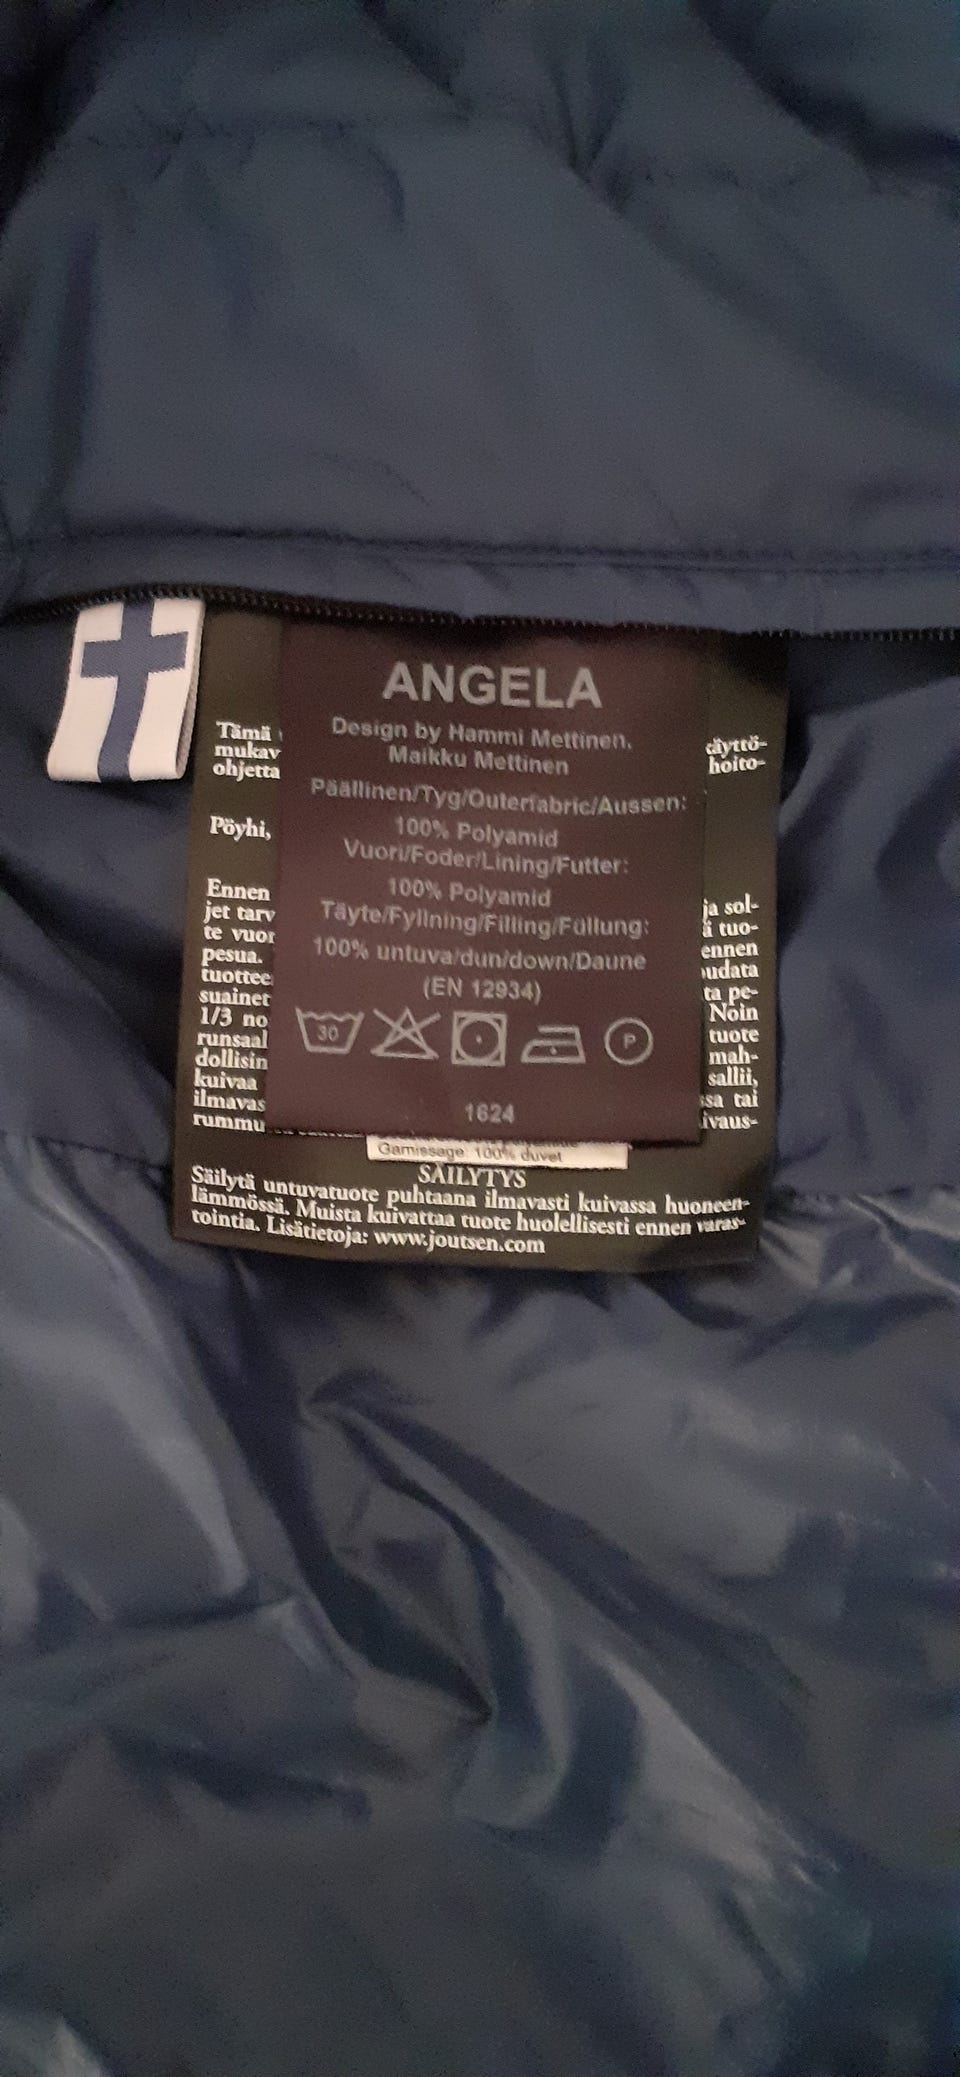 ANGELA
Design by Hammi Mettinen,
Maikku Mettinen
Päällinen/Tyg/Outerfabric/Aussen:
100% Polyamid
Vuori/Foder/Lining/Futter:
100% Polyamid
Täyte/Fyllning/Filling/Füllung:
100% untuva/dun/down/Daune
(EN 12934)
30 P
1624
Tämä
mukav
ohjetta
Pöyhi,
Ennen
jet tarv
te vuor
pesua.
tuottee
suainet
1/3 no
runsaal
dollisin
kuivaa
ilmavas
rummu
däyttö-
hoito-
ja sol-
ä tuo-
ennen
oudata
ta pe-
Noin
tuote
mah-
sallii,
ssa tai
ivaus-
Garnissage: 100% duvet
SÄILYTYS
Säilytä untuvatuote puhtaana ilmavasti kuivassa huoneen-
lämmössä. Muista kuivattaa tuote huolellisesti ennen varas-
tointia. Lisätietoja: www.joutsen.com